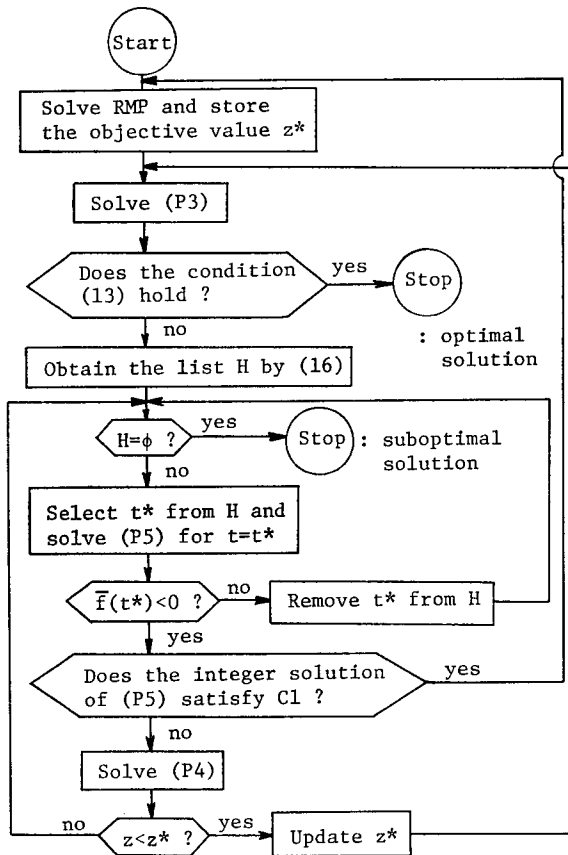 Start
Solve RMP and store
the objective value z*
Solve (P3)
Does the condition
(13) hold ?
yes
Stop
: optimal
solution
no
Obtain the list H by (16)
H=ϕ ?
yes
Stop
: suboptimal
solution
no
Select t* from H and
solve (P5) for t=t*
f̅(t*)<0 ?
no
Remove t* from H
yes
Does the integer solution
of (P5) satisfy C1 ?
yes
no
Solve (P4)
no
z<z* ?
yes
Update z*